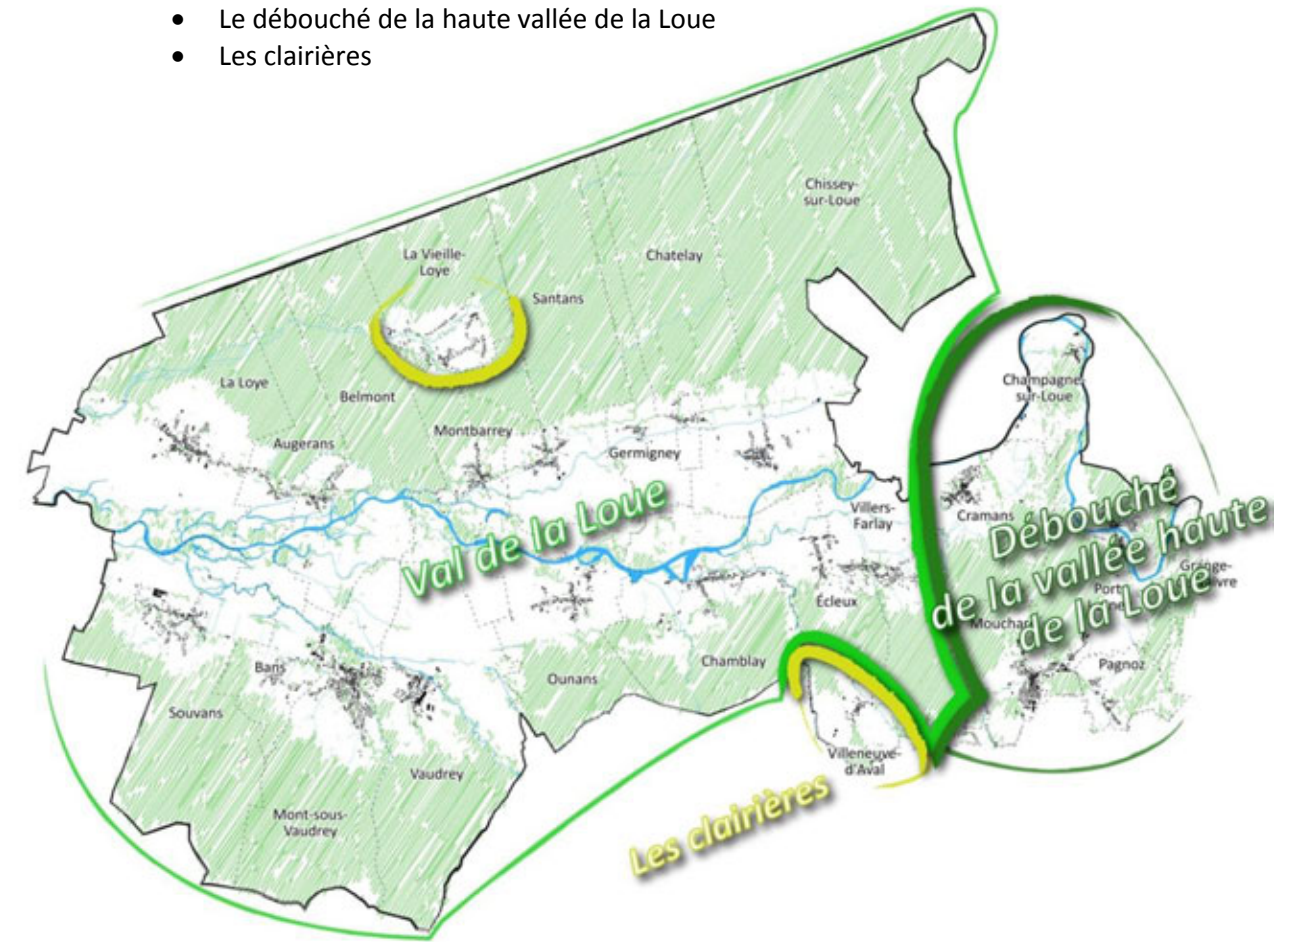 • Le débouché de la haute vallée de la Loue
• Les clairières
Chissey-
sur-Loue
La Vieille-
Loye
Chatelay
Santans
La Loye
Belmont
Champagne-
sur-Loue
Augerans
Montbarrey
Germigney
Val de la Loue
Villers-
Farlay
Cramans
Débouché
de la vallée haute
de la Loue
Grange-
Port-
Écleux
Mouchard
Chamblay
Pagnoz
Bans
Ounans
Souvans
Villeneuve-
d'Aval
Vaudrey
Les clairières
Mont-sous-
Vaudrey